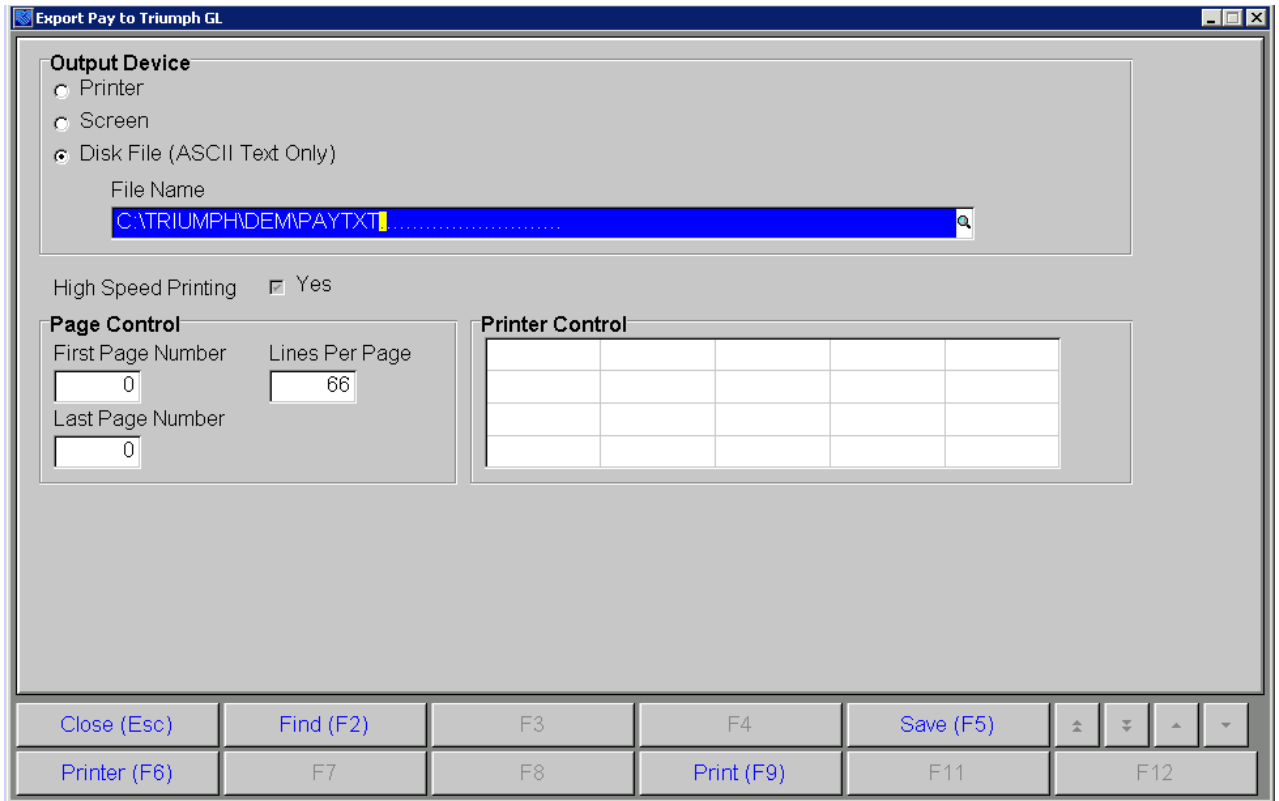 Export Pay to Triumph GL
Output Device
Printer
Screen
Disk File (ASCII Text Only)
File Name
C:\TRIUMPH\DEM\PAYTXT...........................
High Speed Printing Yes
Page Control Printer Control
First Page Number Lines Per Page
0 66
Last Page Number
0
Close (Esc) Find (F2) F3 F4 Save (F5)
Printer (F6) F7 F8 Print (F9) F11 F12